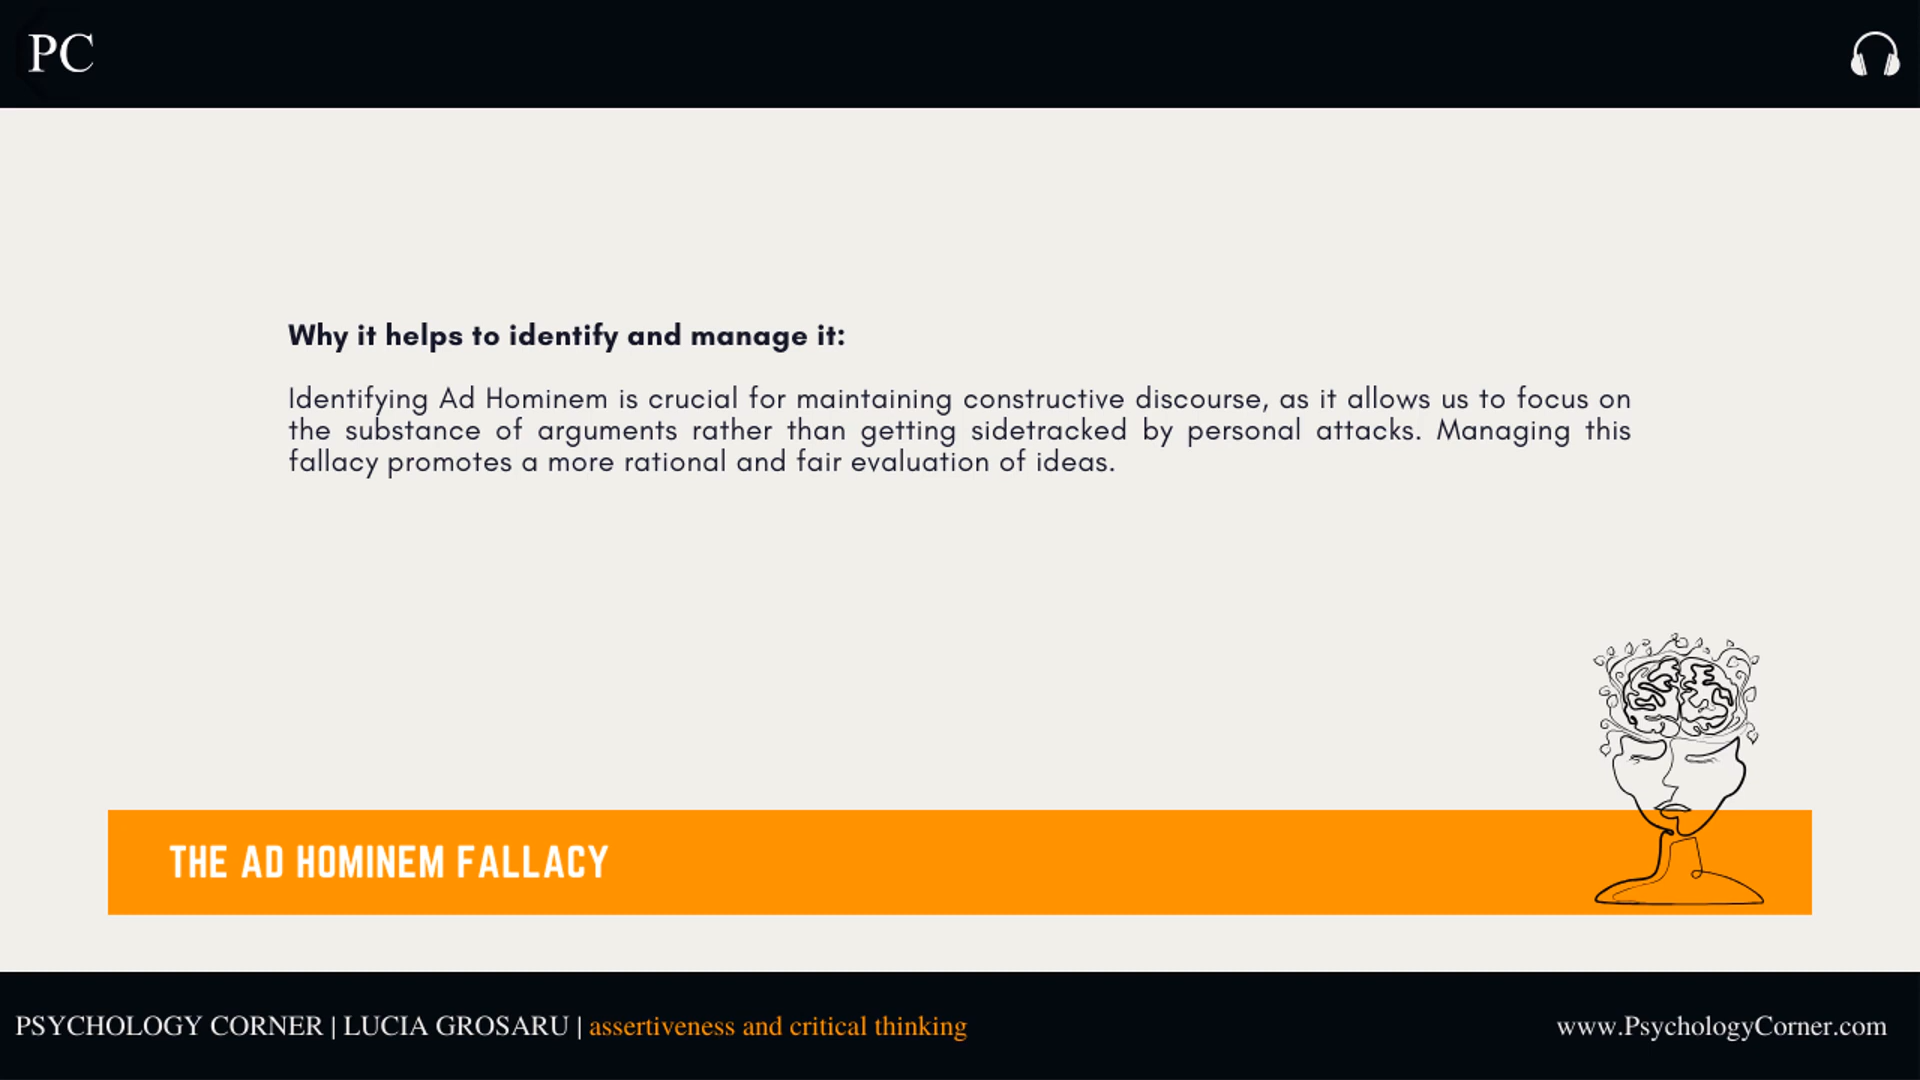 PC
Why it helps to identify and manage it:
Identifying Ad Hominem is crucial for maintaining constructive discourse, as it allows us to focus on
the substance of arguments rather than getting sidetracked by personal attacks. Managing this
fallacy promotes a more rational and fair evaluation of ideas.
THE AD HOMINEM FALLACY
PSYCHOLOGY CORNER | LUCIA GROSARU | assertiveness and critical thinking
www.PsychologyCorner.com